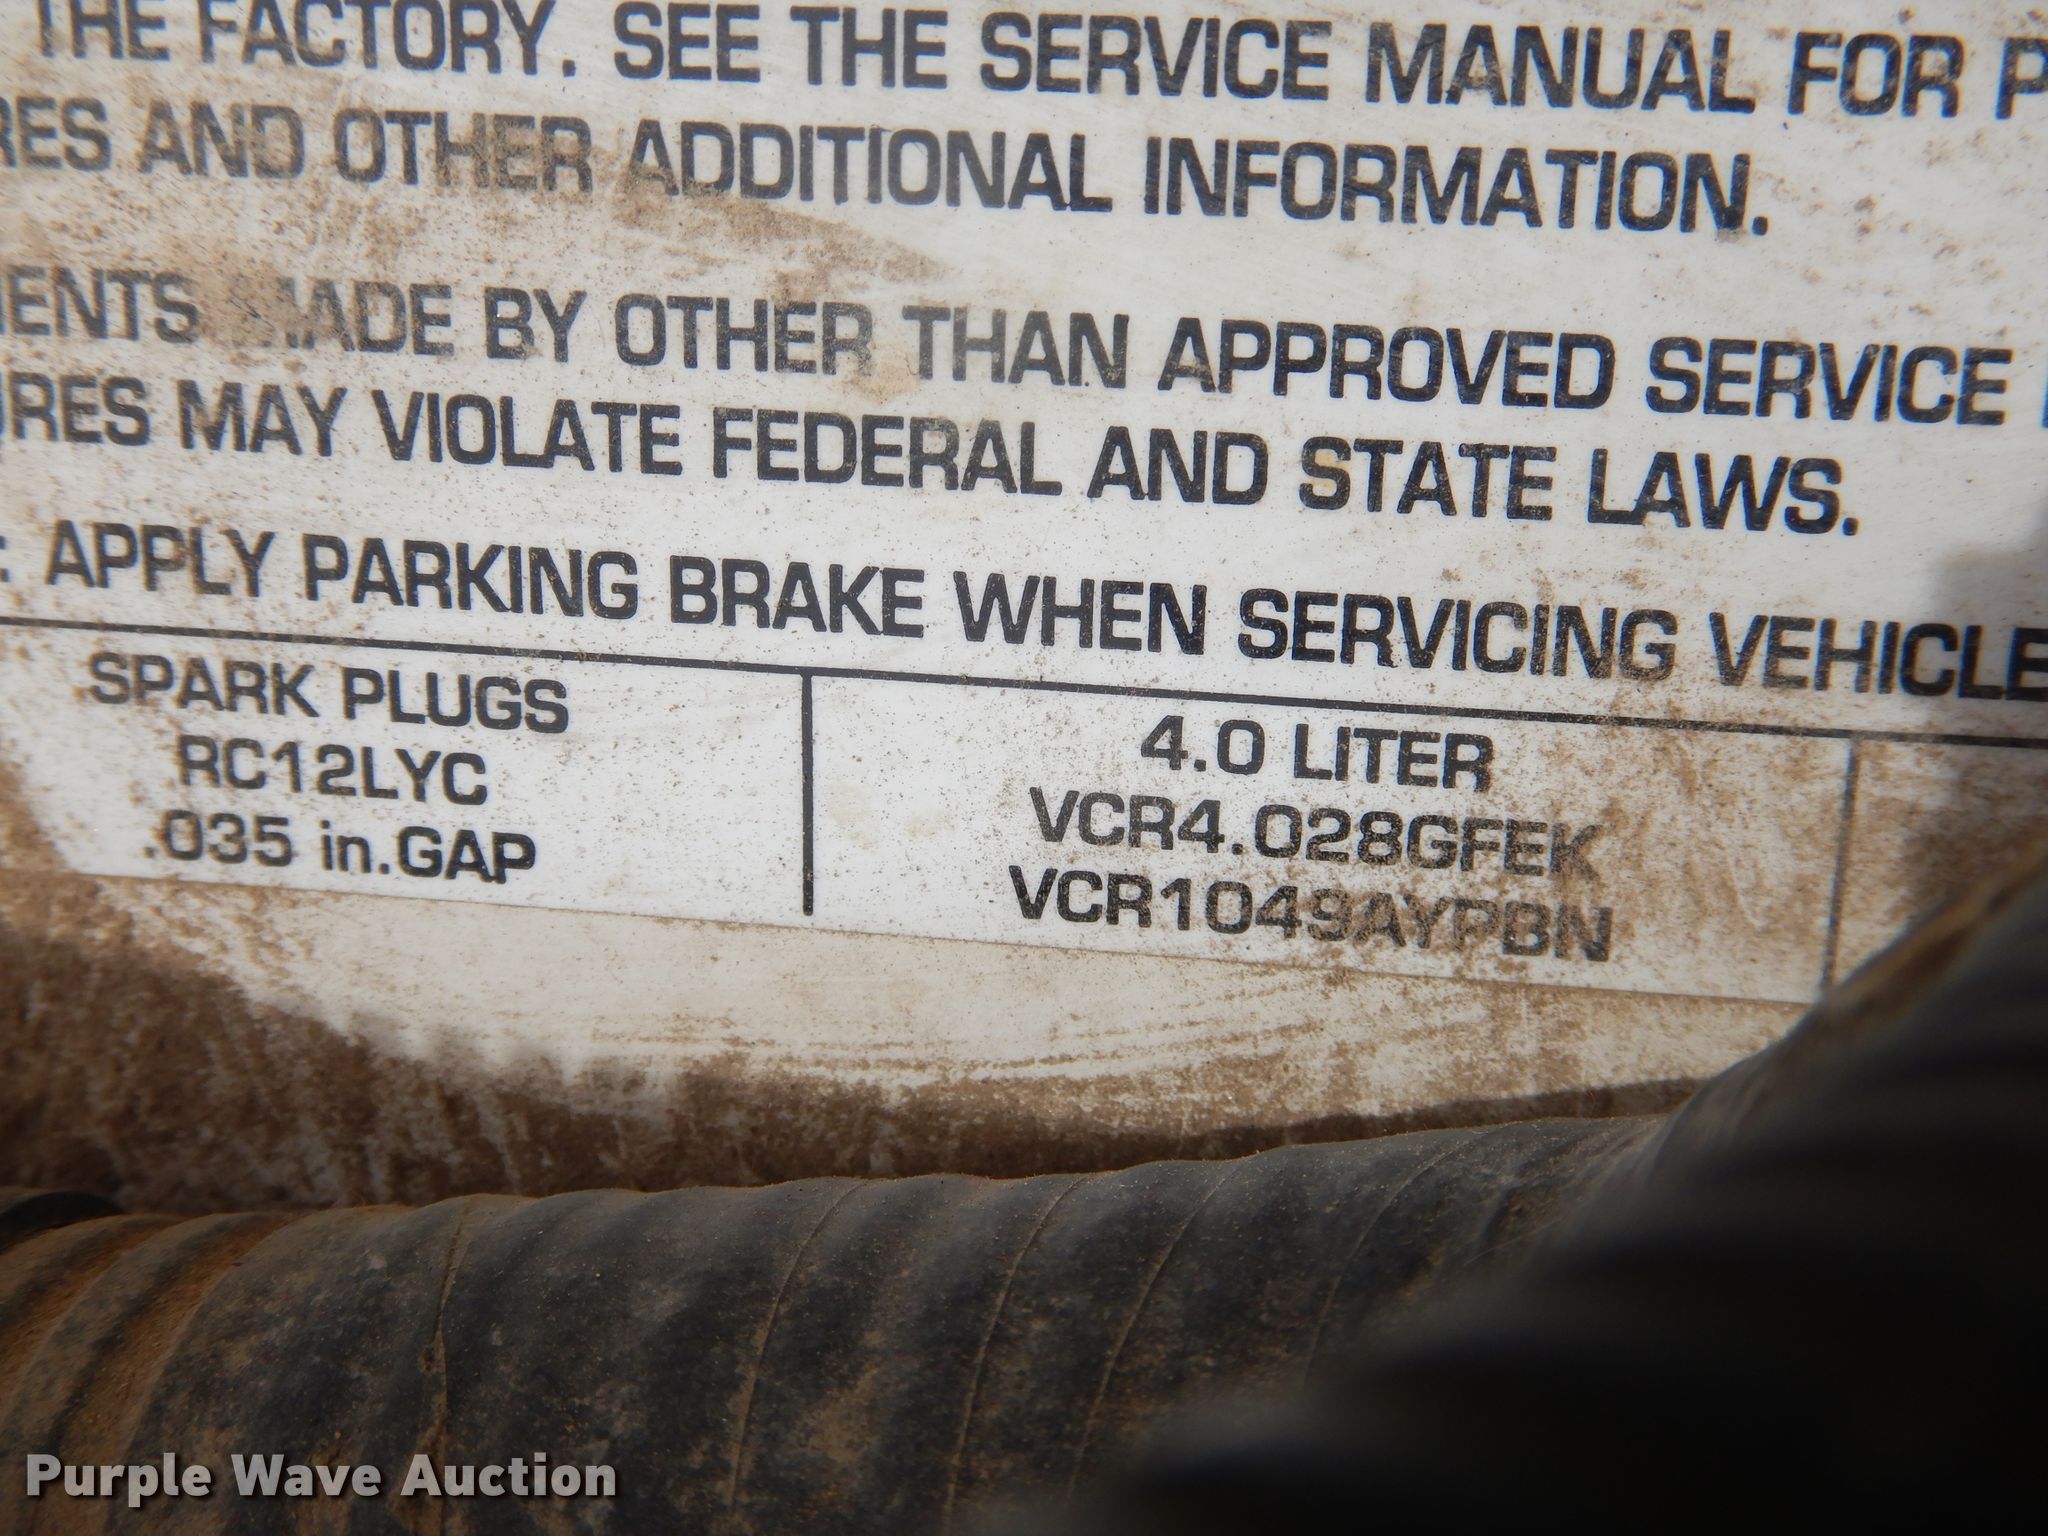 THE FACTORY. SEE THE SERVICE MANUAL FOR P
RES AND OTHER ADDITIONAL INFORMATION.
ENTS MADE BY OTHER THAN APPROVED SERVICE
URES MAY VIOLATE FEDERAL AND STATE LAWS.
: APPLY PARKING BRAKE WHEN SERVICING VEHICLE
SPARK PLUGS
RC12LYC
.035 in.GAP
4.0 LITER
VCR4.028GFEK
VCR1049AYPBN
Purple Wave Auction